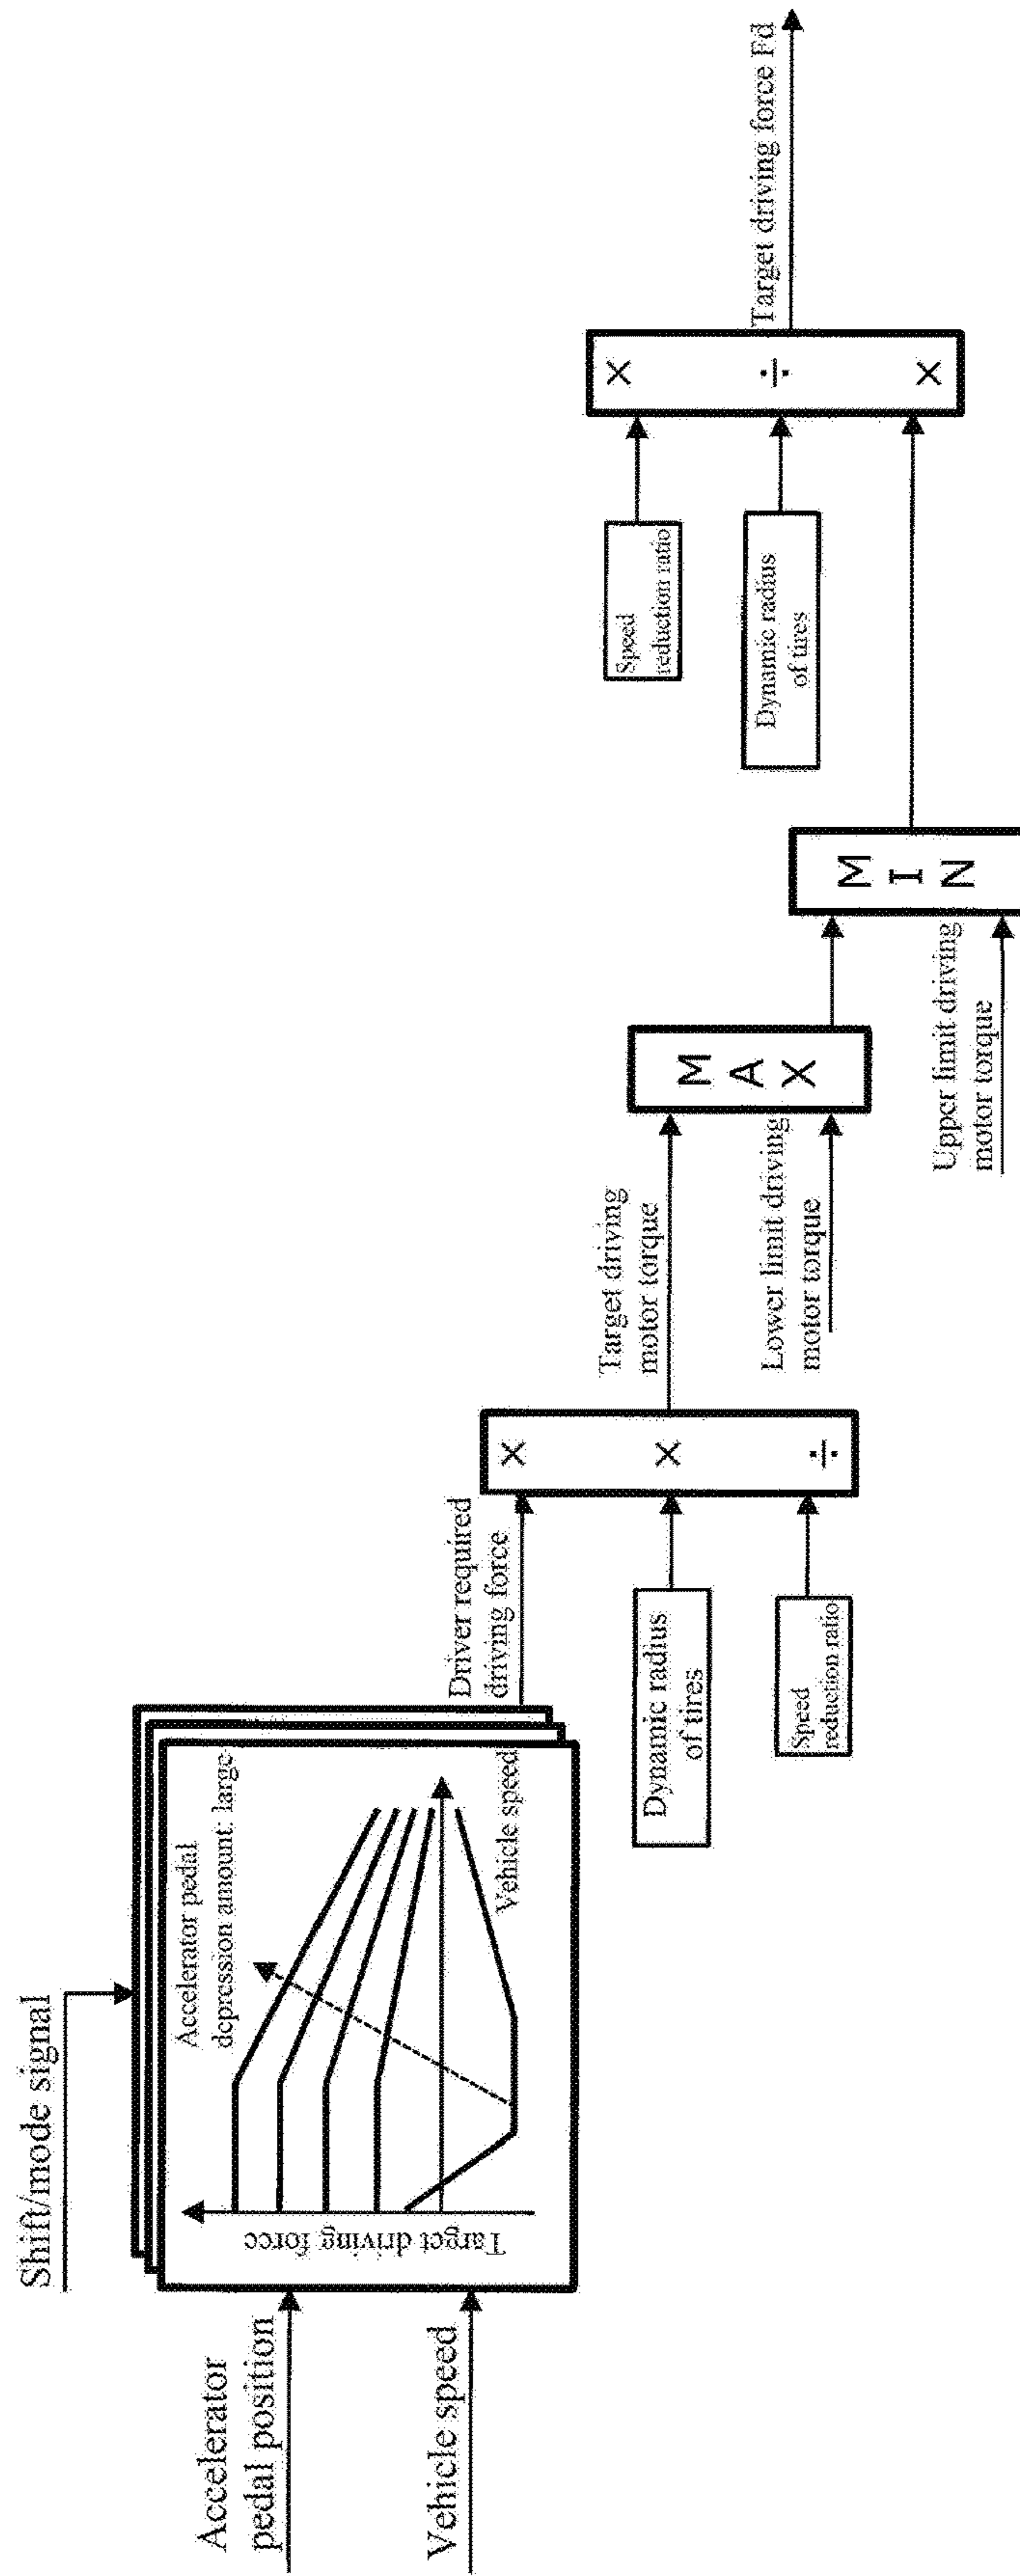 Shift/mode signal
Accelerator
pedal position
Vehicle speed
Target driving force
Accelerator pedal
depression amount: large
Vehicle speed
Driver required
driving force
Dynamic radius
of tires
Speed
reduction ratio
×
×
÷
Target driving
motor torque
Lower limit driving
motor torque
M
A
X
Upper limit driving
motor torque
M
I
N
Speed
reduction ratio
Dynamic radius
of tires
×
÷
×
Target driving force Fd